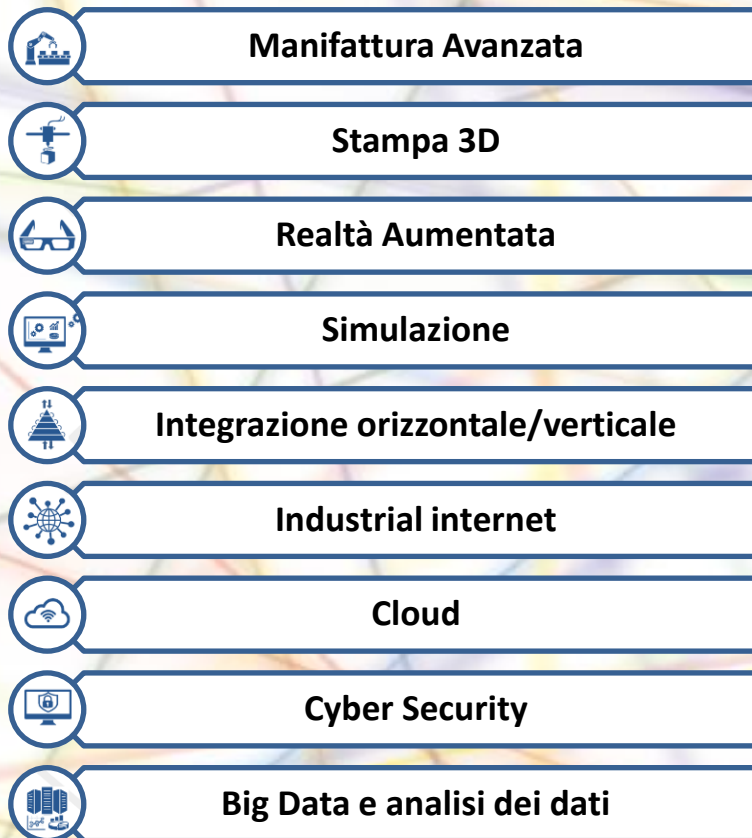 Manifattura Avanzata
Stampa 3D
Realtà Aumentata
Simulazione
Integrazione orizzontale/verticale
Industrial internet
Cloud
Cyber Security
Big Data e analisi dei dati